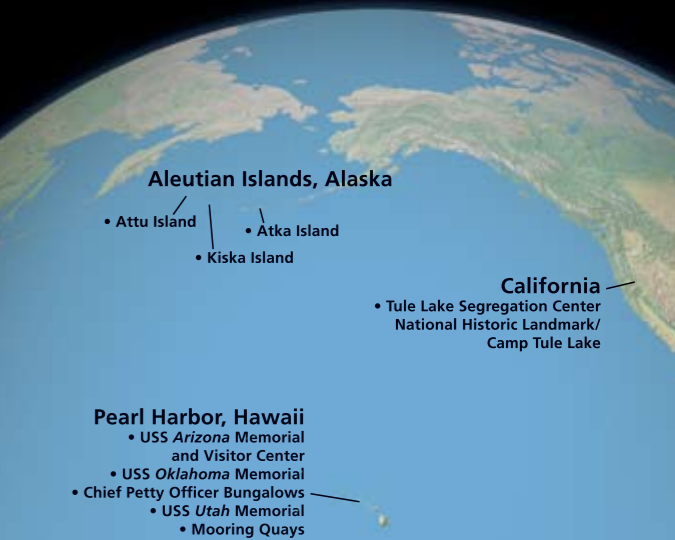 Aleutian Islands, Alaska
• Attu Island
• Atka Island
• Kiska Island
California
• Tule Lake Segregation Center
National Historic Landmark/
Camp Tule Lake
Pearl Harbor, Hawaii
• USS Arizona Memorial
and Visitor Center
• USS Oklahoma Memorial
• Chief Petty Officer Bungalows
• USS Utah Memorial
• Mooring Quays